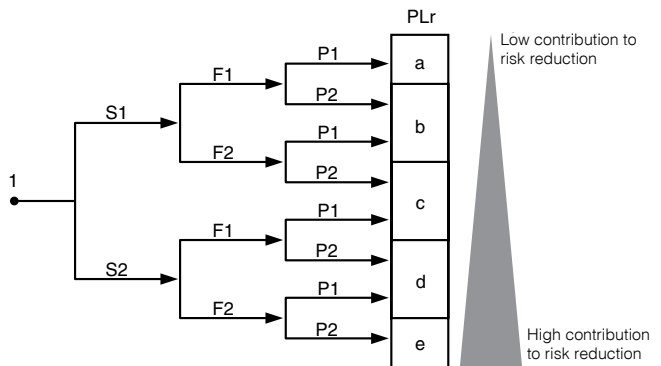 PLr
Low contribution to
risk reduction
P1
a
F1
P2
S1
b
P1
F2
P2
1
c
P1
F1
P2
S2
d
P1
F2
P2
e
High contribution
to risk reduction